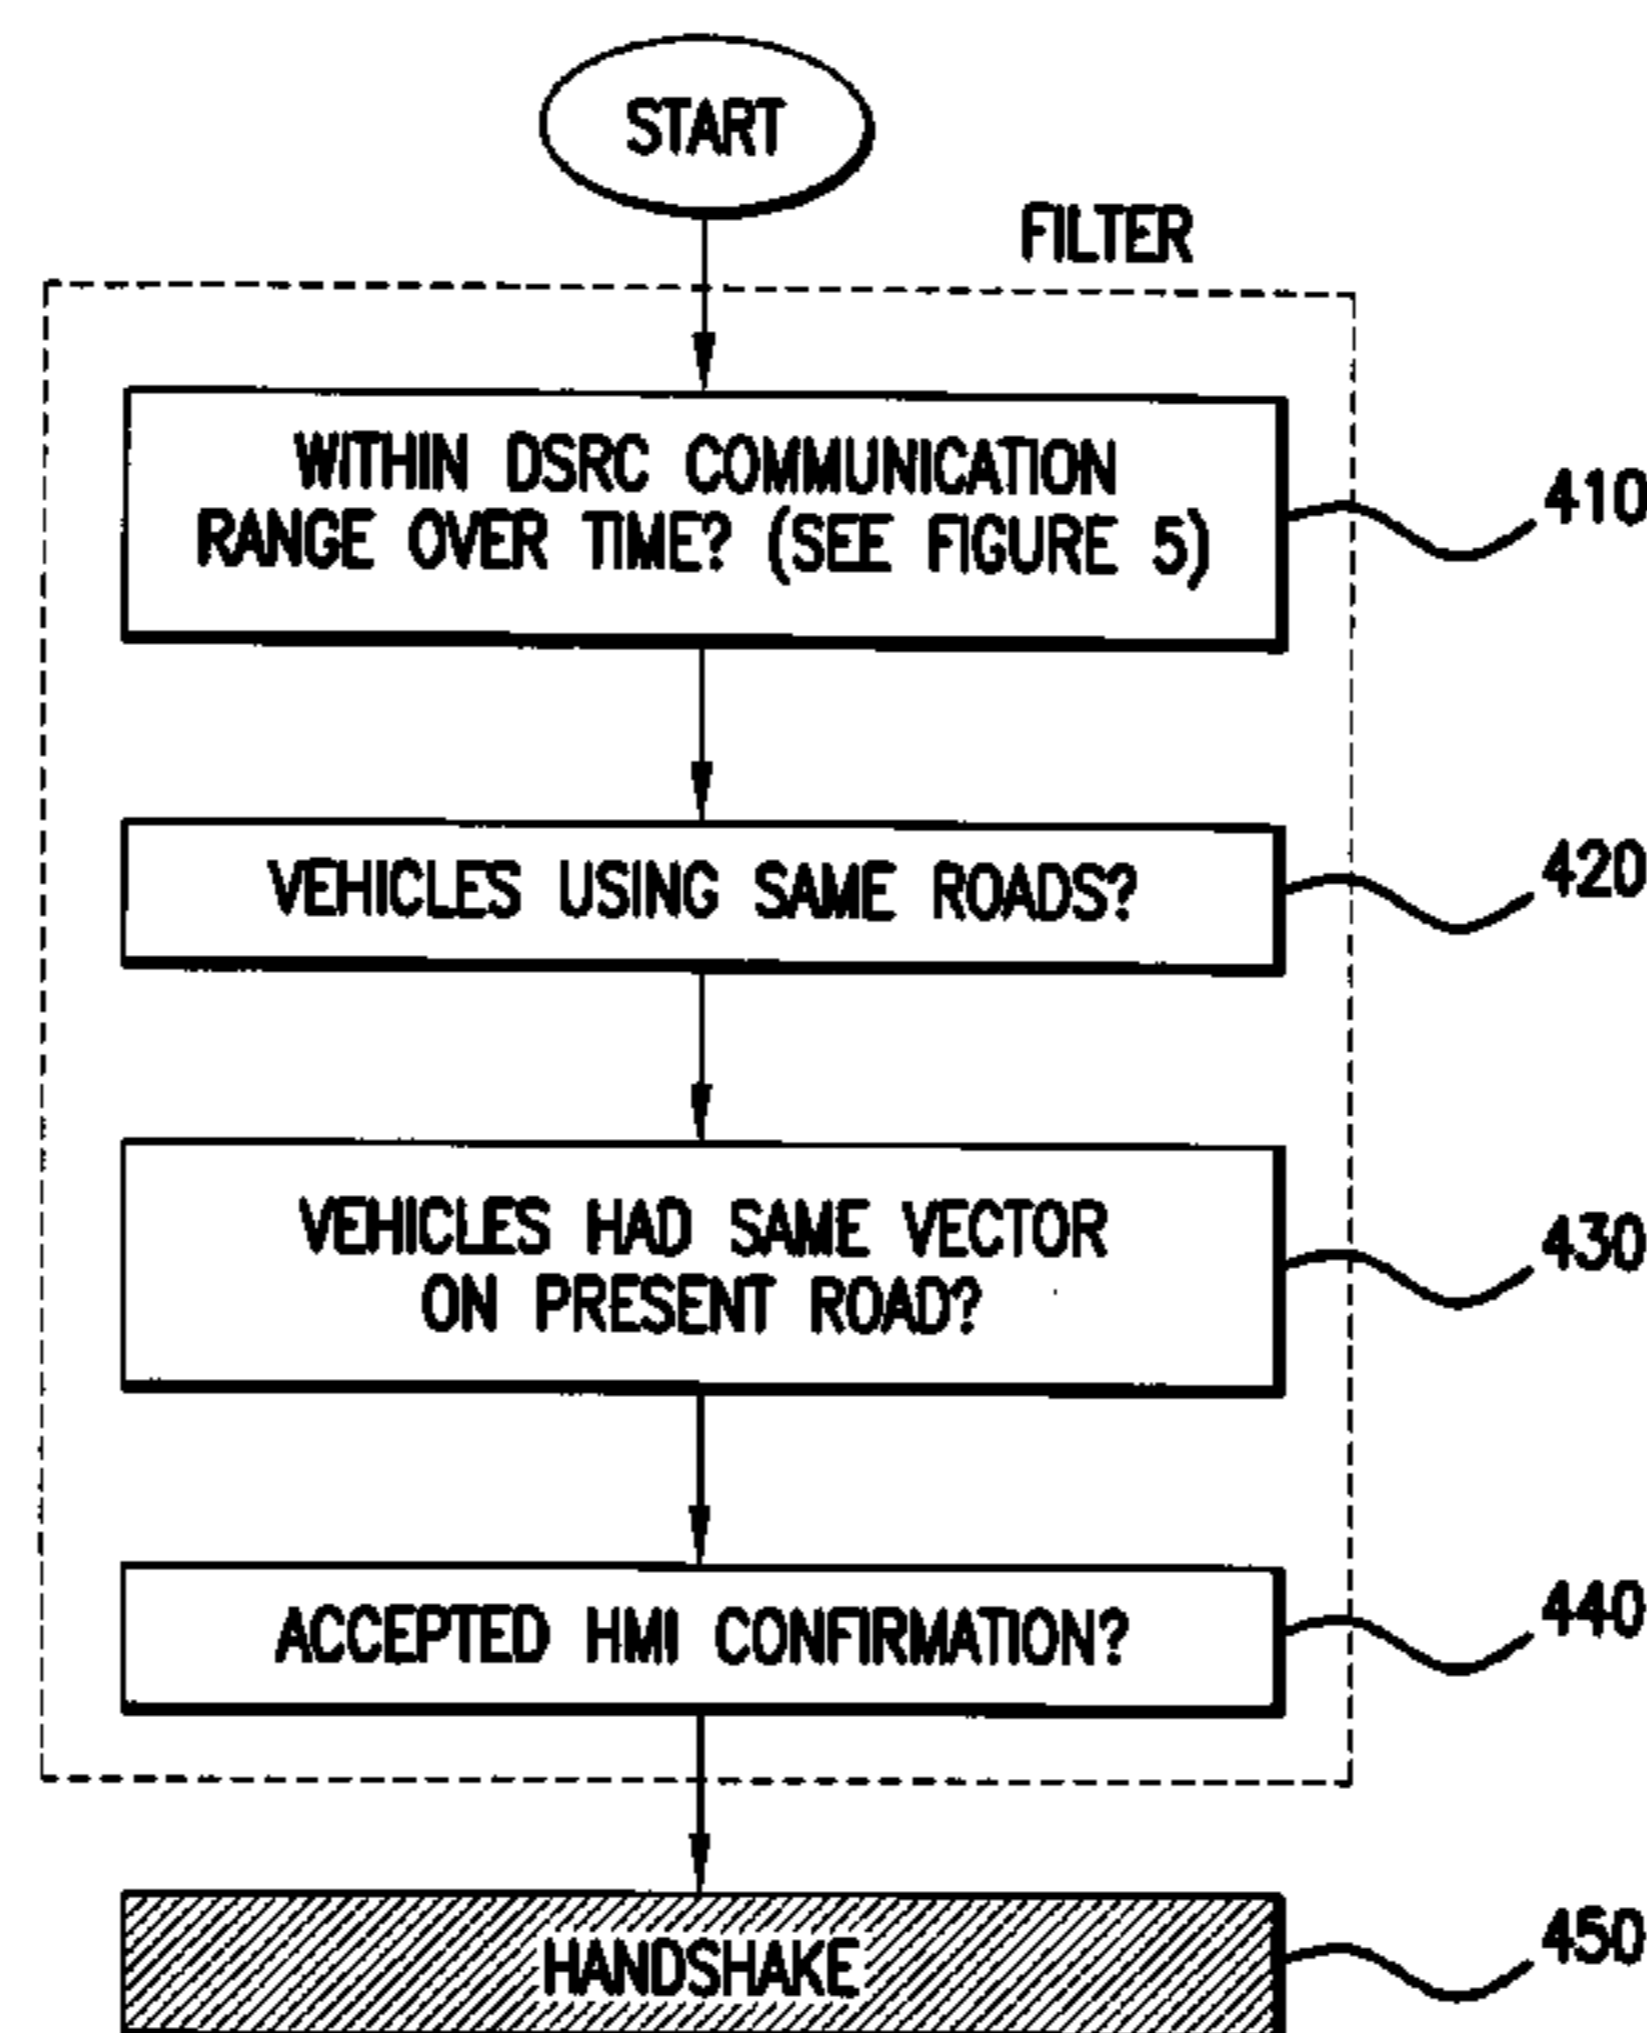 START
FILTER
WITHIN DSRC COMMUNICATION
RANGE OVER TIME? (SEE FIGURE 5)
410
VEHICLES USING SAME ROADS?
420
VEHICLES HAD SAME VECTOR
ON PRESENT ROAD?
430
ACCEPTED HMI CONFIRMATION?
440
HANDSHAKE
450